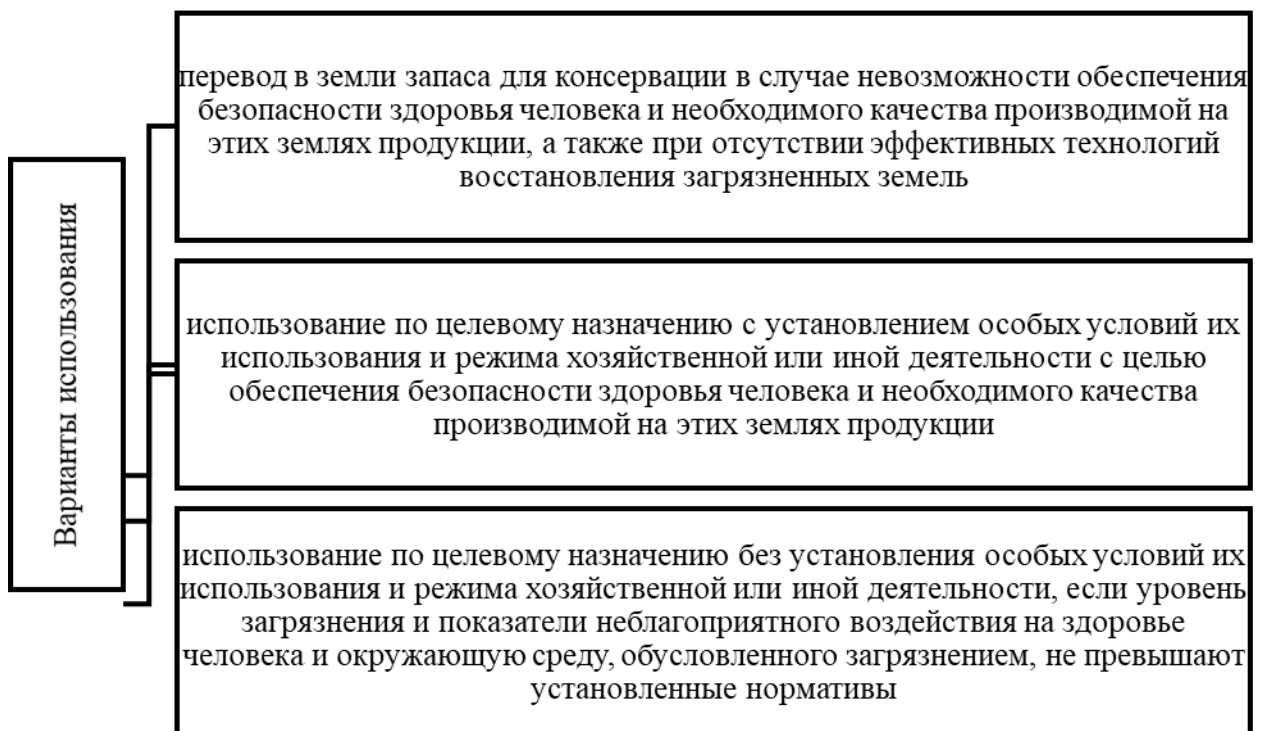 Варианты использования
перевод в земли запаса для консервации в случае невозможности обеспечения
безопасности здоровья человека и необходимого качества производимой на
этих землях продукции, а также при отсутствии эффективных технологий
восстановления загрязненных земель
использование по целевому назначению с установлением особых условий их
использования и режима хозяйственной или иной деятельности с целью
обеспечения безопасности здоровья человека и необходимого качества
производимой на этих землях продукции
использование по целевому назначению без установления особых условий их
использования и режима хозяйственной или иной деятельности, если уровень
загрязнения и показатели неблагоприятного воздействия на здоровье
человека и окружающую среду, обусловленного загрязнением, не превышают
установленные нормативы